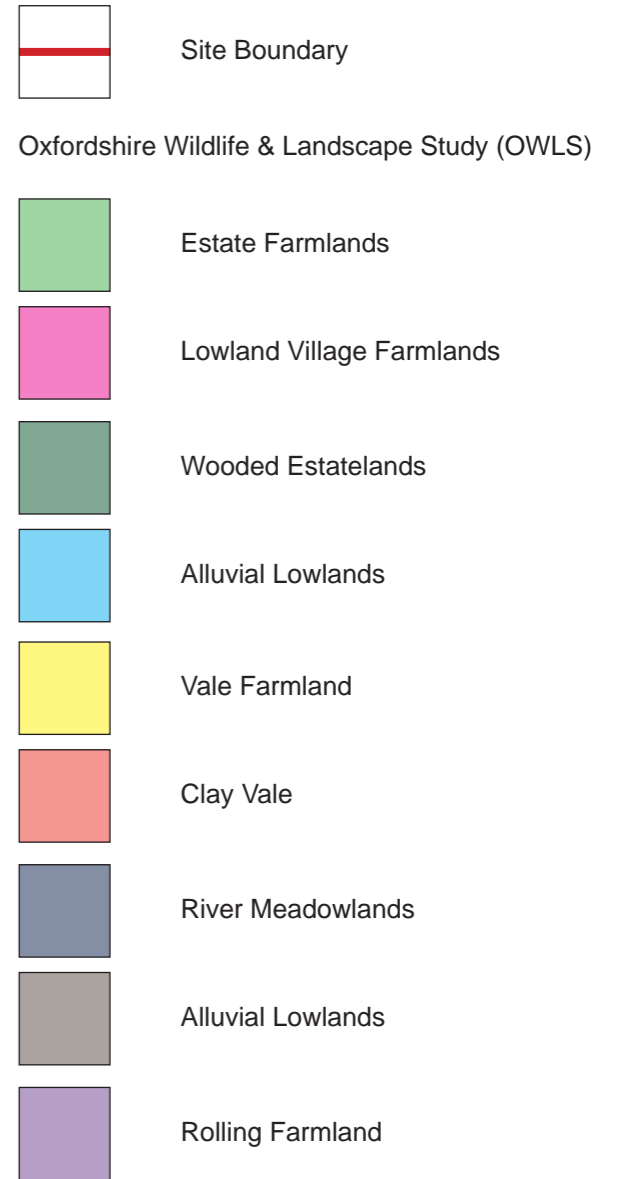 Site Boundary
Oxfordshire Wildlife & Landscape Study (OWLS)
Estate Farmlands
Lowland Village Farmlands
Wooded Estatelands
Alluvial Lowlands
Vale Farmland
Clay Vale
River Meadowlands
Alluvial Lowlands
Rolling Farmland